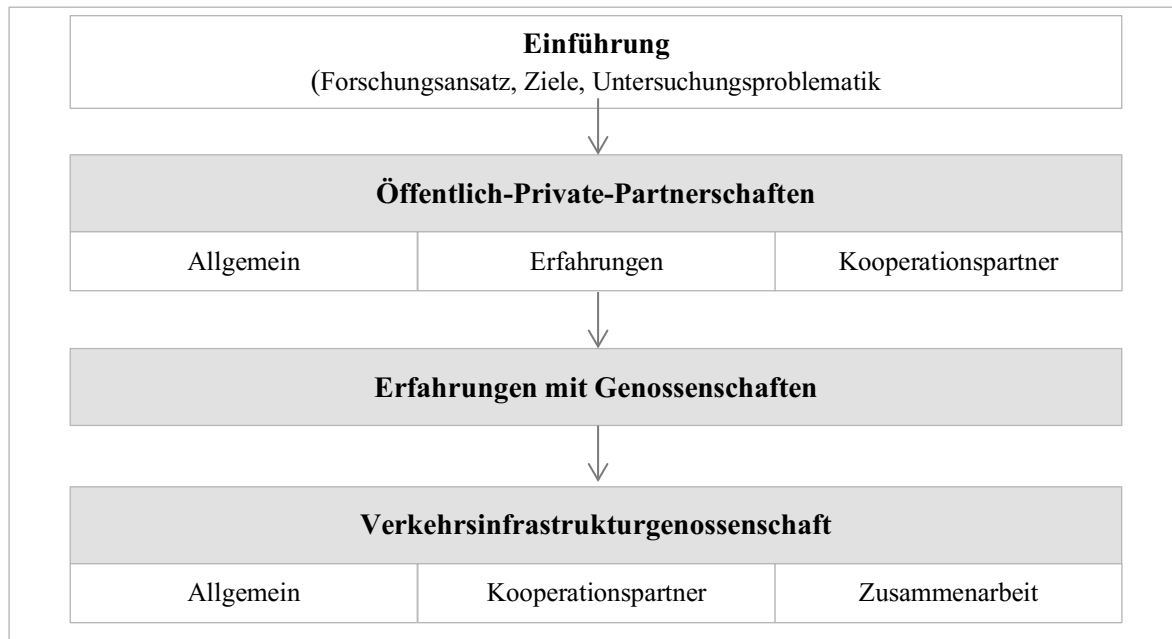 Einführung
(Forschungsansatz, Ziele, Untersuchungsproblematik
Öffentlich-Private-Partnerschaften
Allgemein Erfahrungen Kooperationspartner
Erfahrungen mit Genossenschaften
Verkehrsinfrastrukturgenossenschaft
Allgemein Kooperationspartner Zusammenarbeit